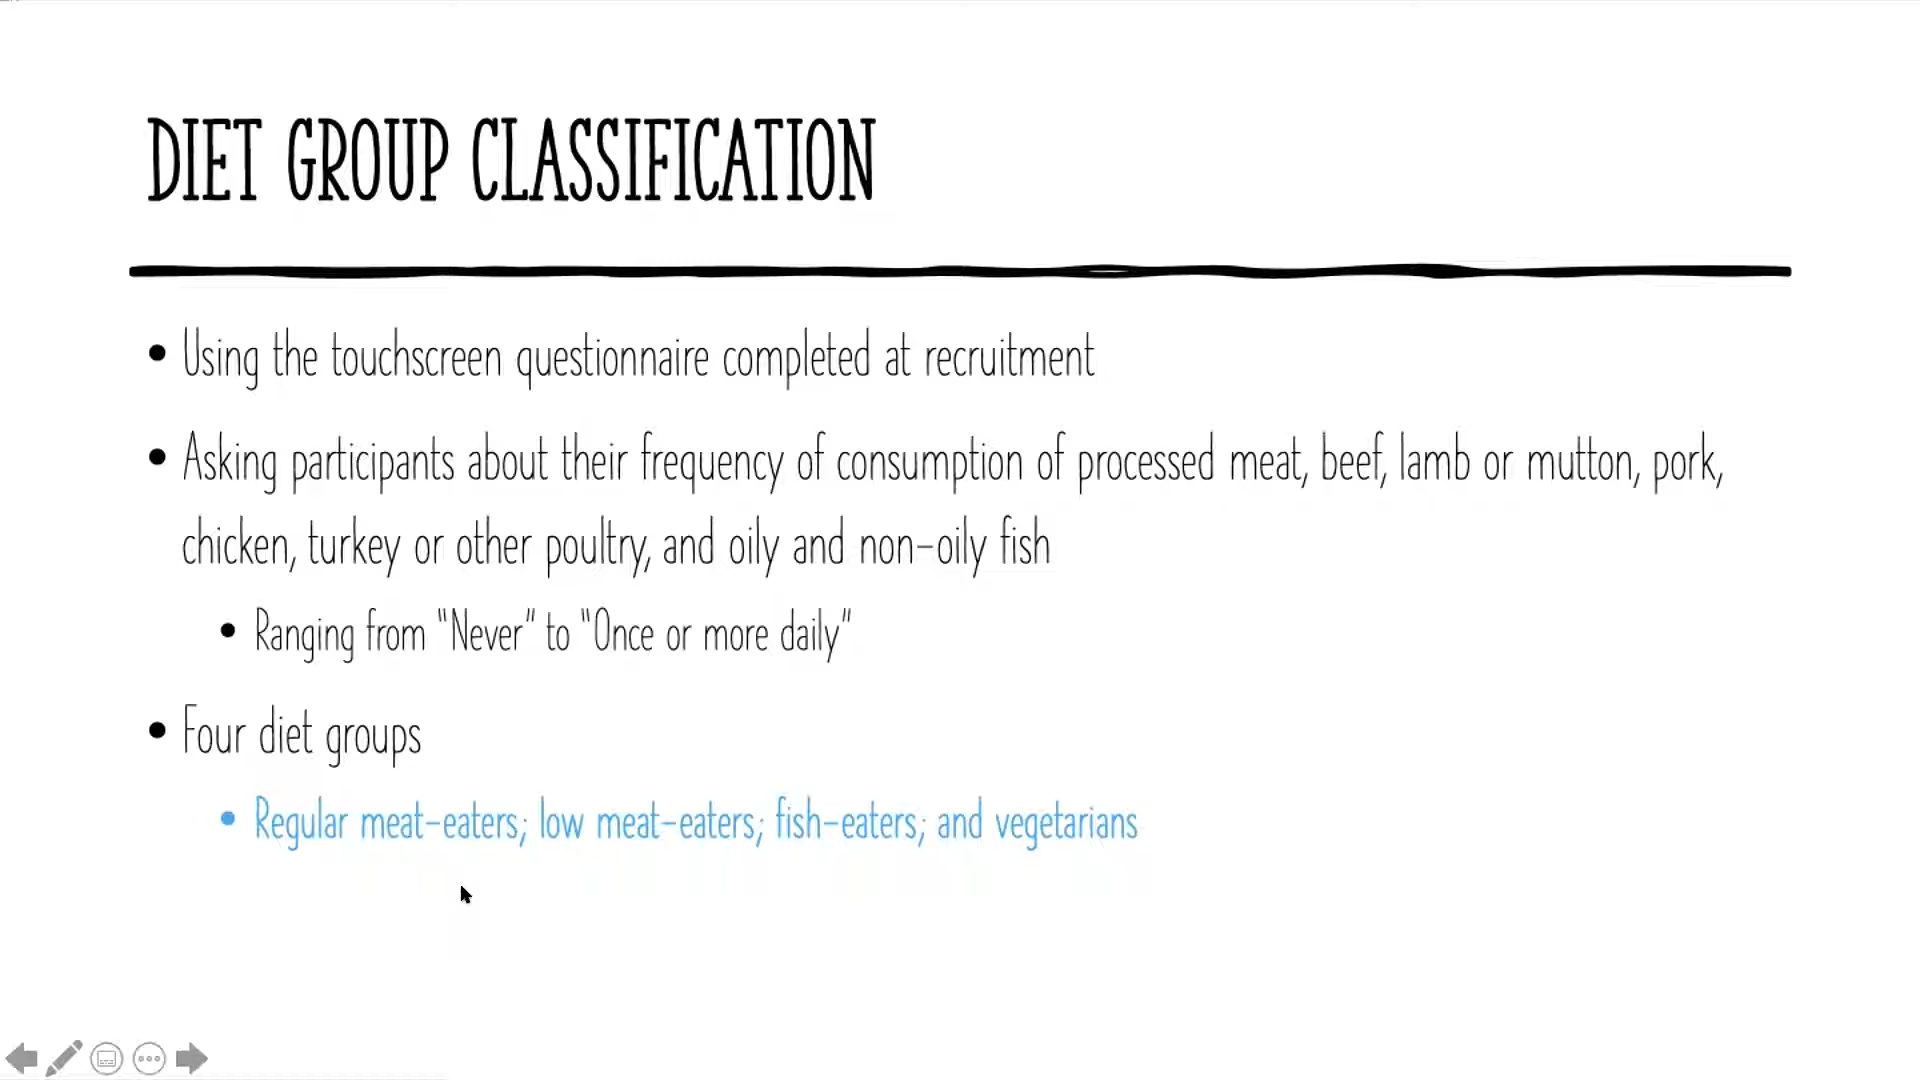 DIET GROUP CLASSIFICATION
• Using the touchscreen questionnaire completed at recruitment
• Asking participants about their frequency of consumption of processed meat, beef, lamb or mutton, pork,
chicken, turkey or other poultry, and oily and non-oily fish
• Ranging from "Never" to "Once or more daily"
• Four diet groups
• Regular meat-eaters; low meat-eaters; fish-eaters; and vegetarians